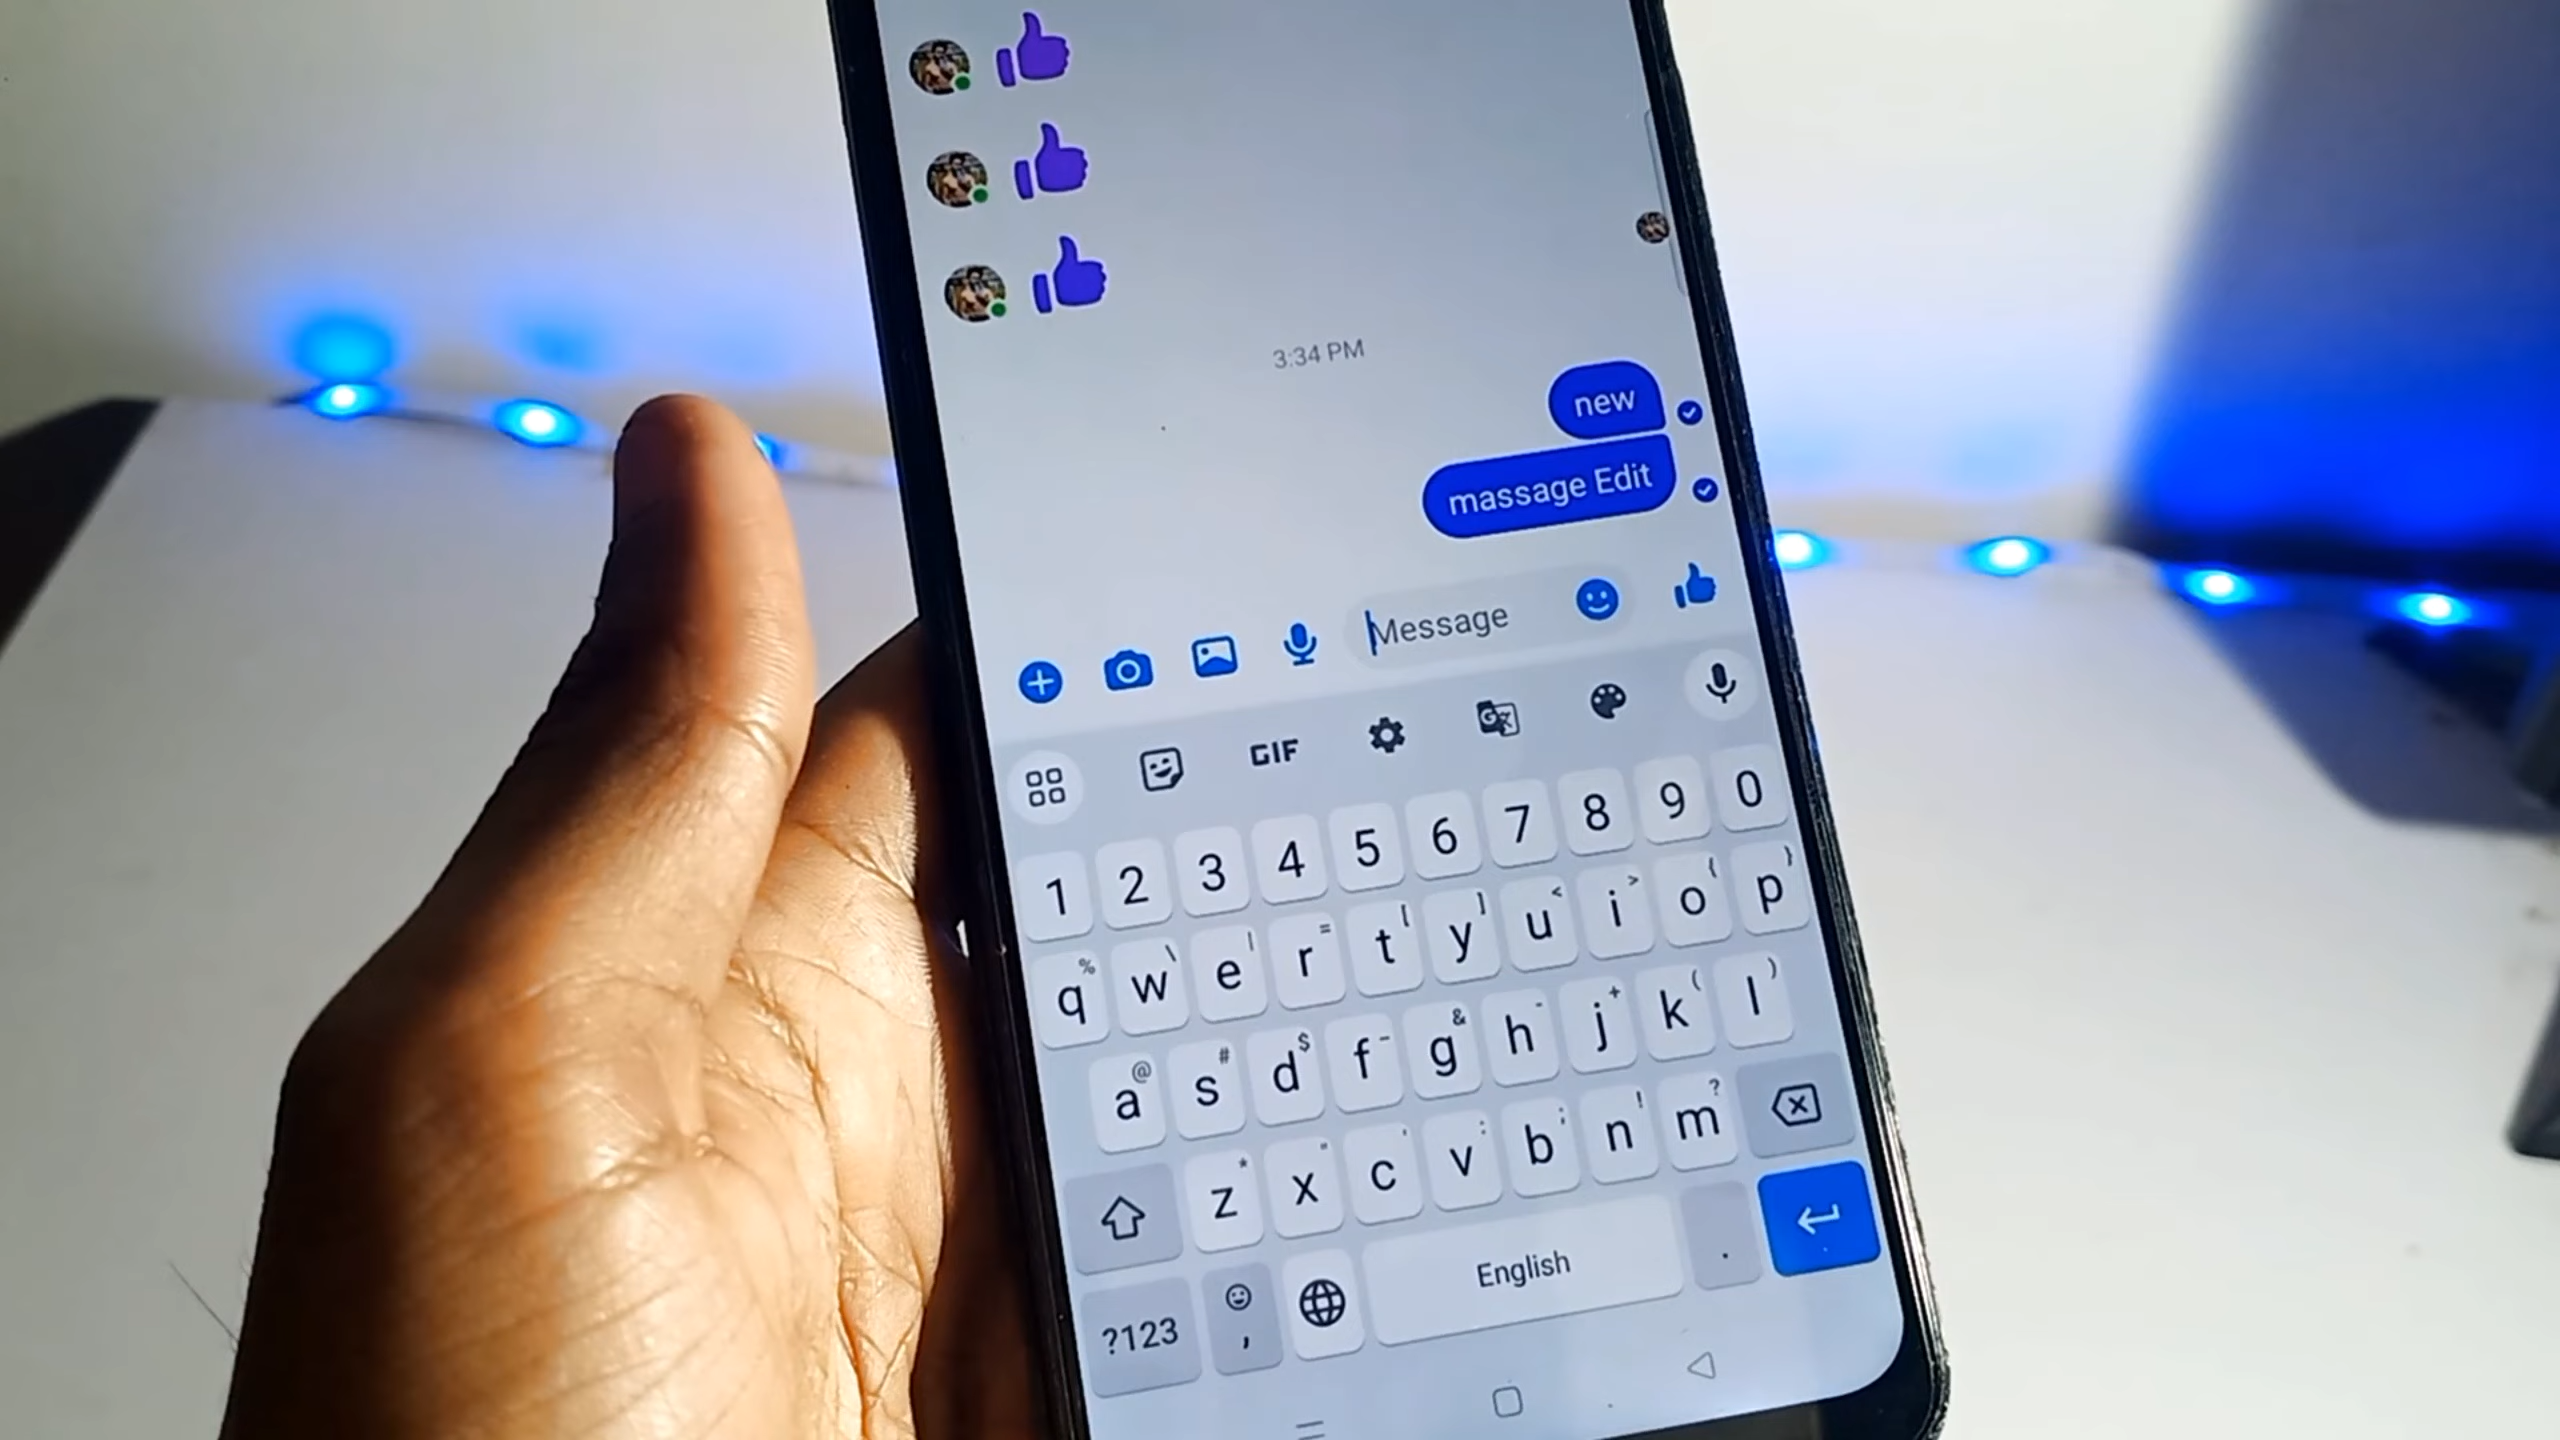 3:34 PM
new
massage Edit
Message
GIF
1 2 3 4 5 6 7 8 9 0
q % w \ e | r = t [ y ] u < i > o { p }
a @ s # d $ f - g & h - j + k ( l )
z * x " c ' v : b ; n ! m ?
?123 , English .